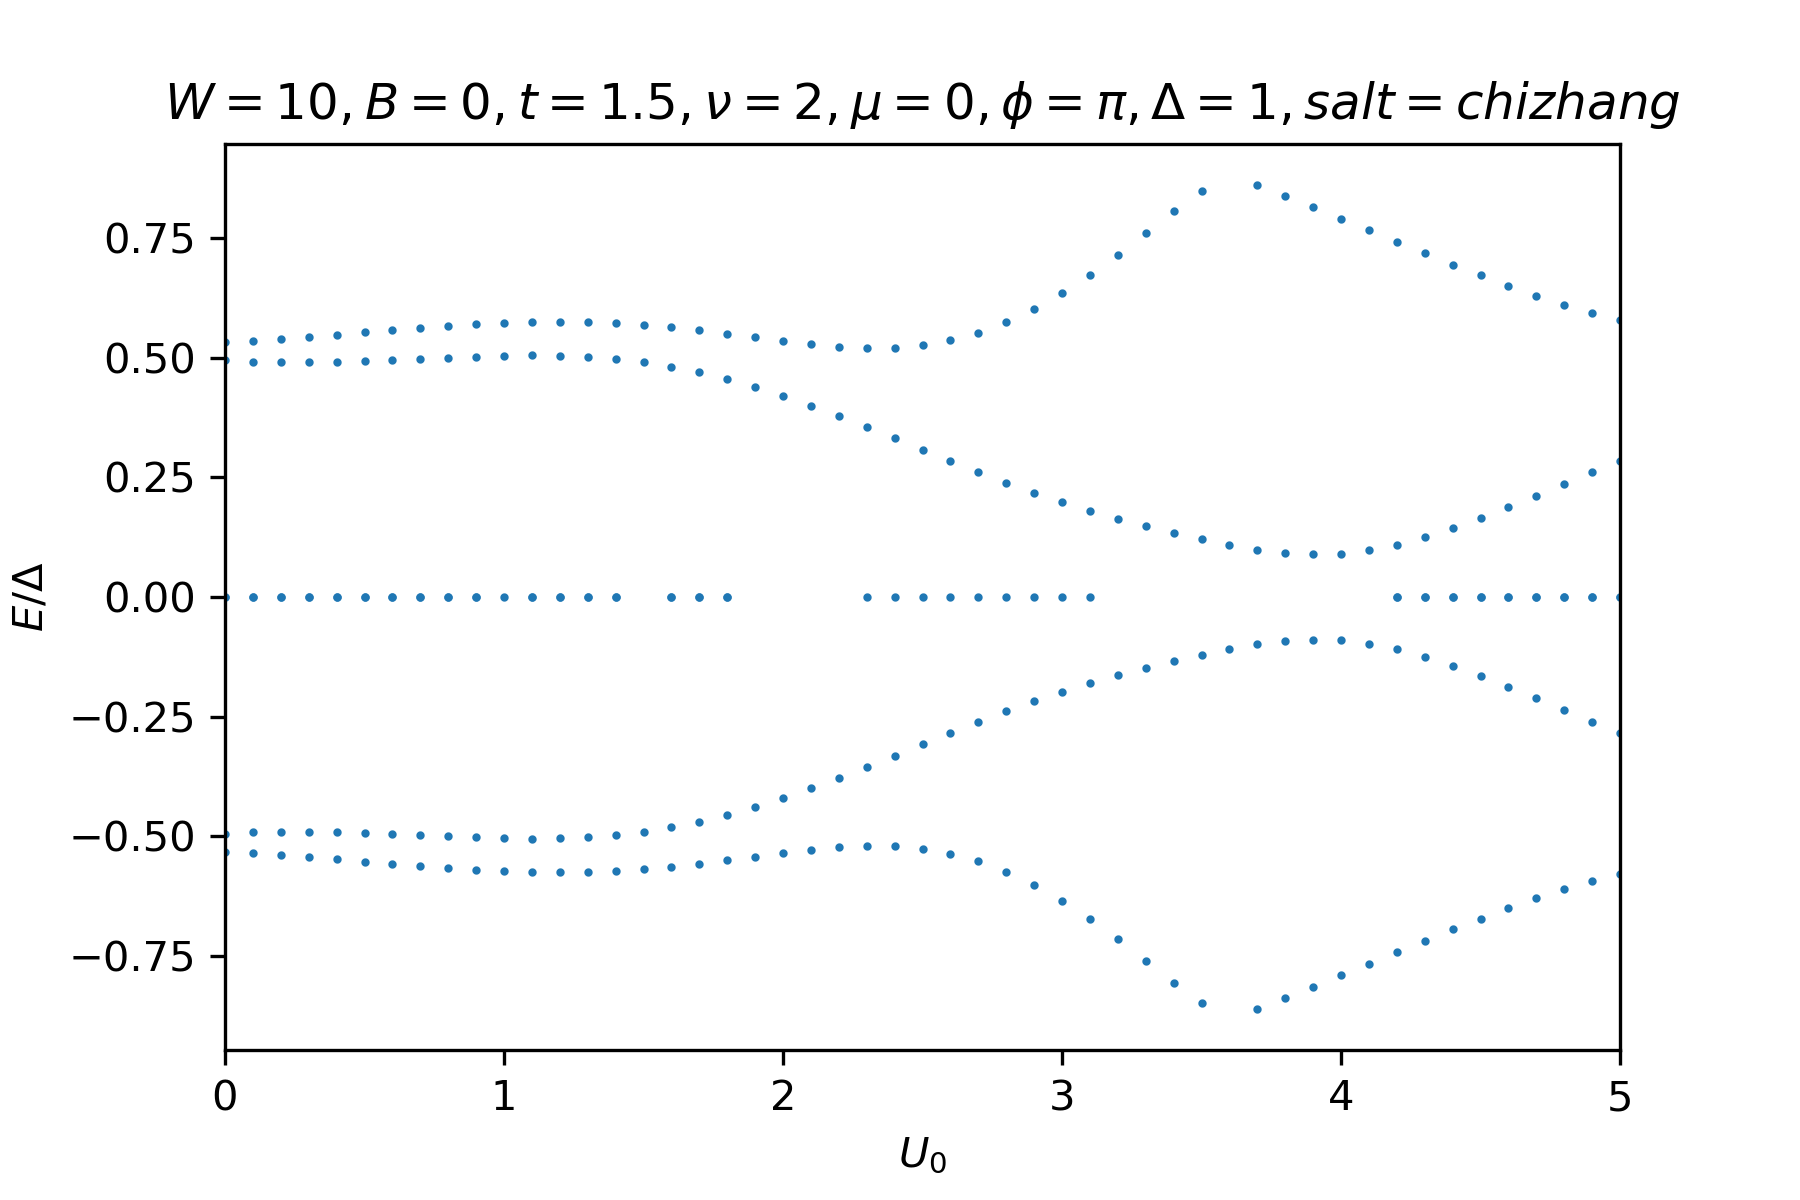 W = 10, B = 0, t = 1.5, ν = 2, μ = 0, ϕ = π, Δ = 1, salt = chizhang
0.75
0.50
0.25
0.00
−0.25
−0.50
−0.75
E/Δ
0 1 2 3 4 5
U₀